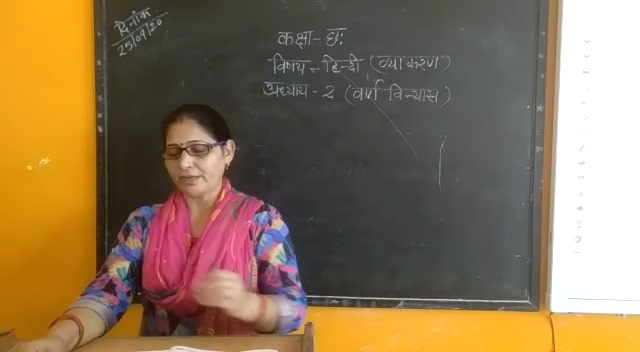 दिनांक
25/09/20
कक्षा - छः
विषय - हिन्दी (व्याकरण)
अध्याय - 2 (वर्ण विन्यास)